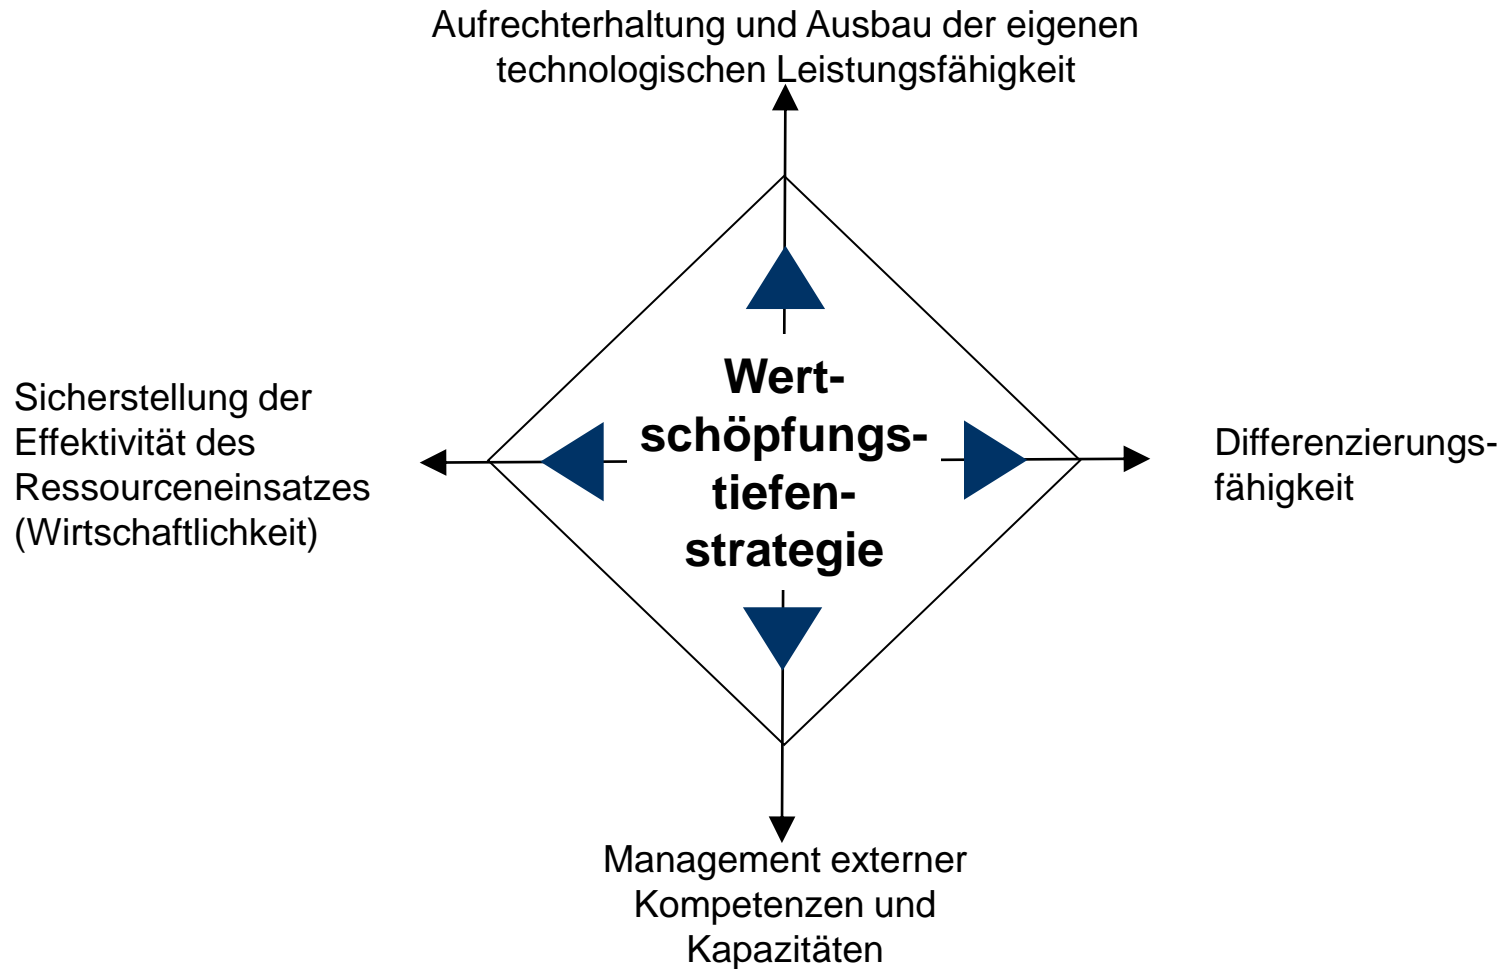 Aufrechterhaltung und Ausbau der eigenen
technologischen Leistungsfähigkeit
Sicherstellung der
Effektivität des
Ressourceneinsatzes
(Wirtschaftlichkeit)
Wert-
schöpfungs-
tiefen-
strategie
Differenzierungs-
fähigkeit
Management externer
Kompetenzen und
Kapazitäten